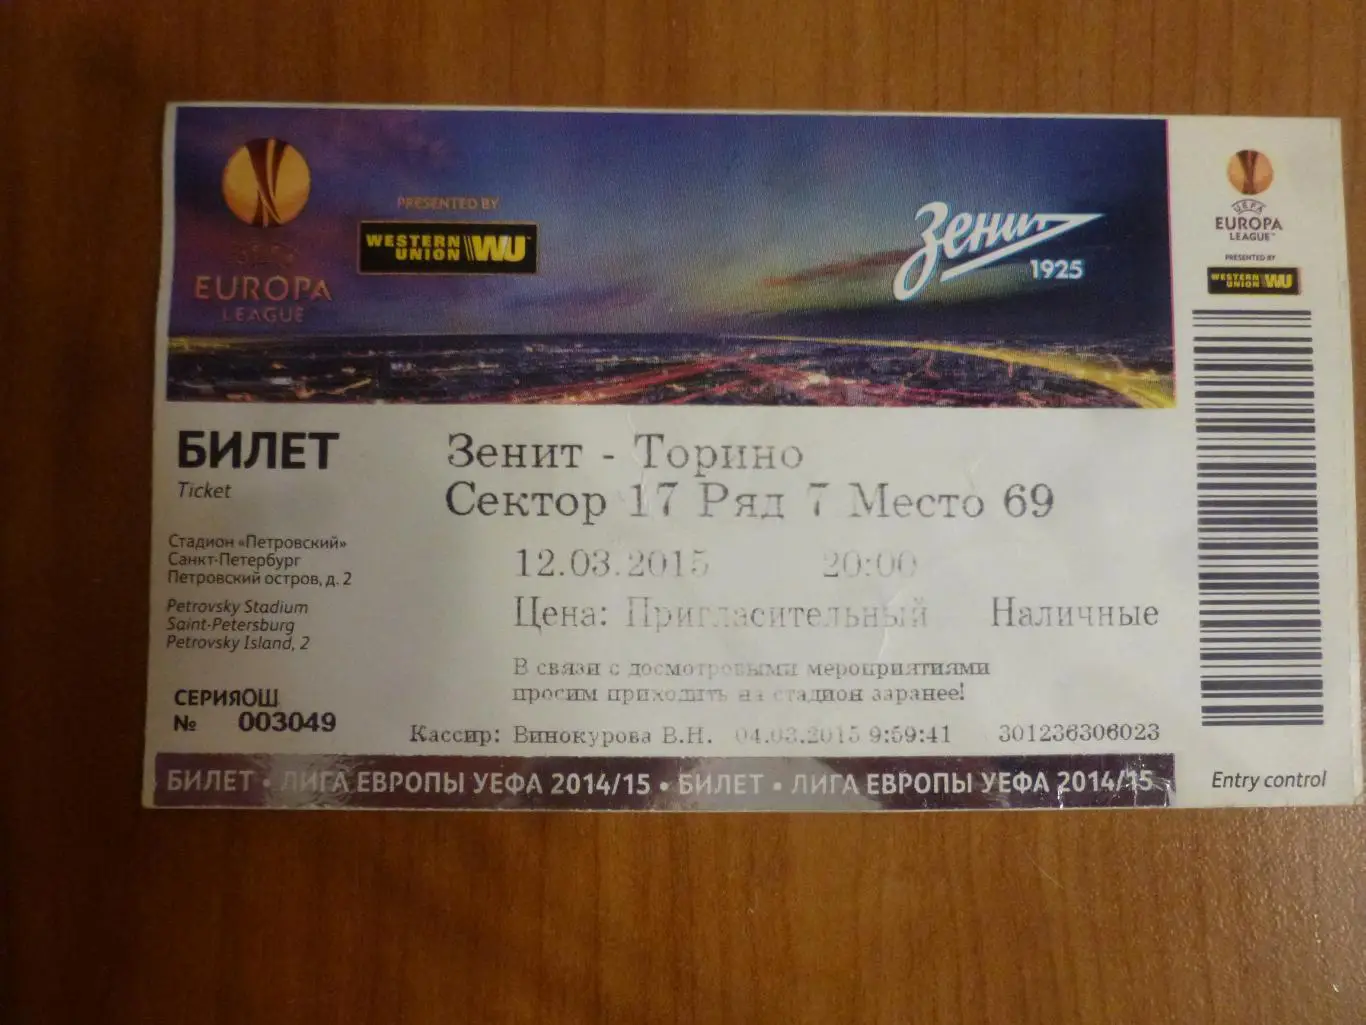 PRESENTED BY
WESTERN UNION WU
EUROPA
LEAGUE
Зенит
1925
UEFA
EUROPA
LEAGUE™
PRESENTED BY
WESTERN UNION WU
БИЛЕТ
Ticket
Зенит - Торино
Сектор 17 Ряд 7 Место 69
12.03.2015 20:00
Цена: Пригласительный Наличные
Стадион «Петровский»
Санкт-Петербург
Петровский остров, д. 2
Petrovsky Stadium
Saint-Petersburg
Petrovsky Island, 2
В связи с досмотровыми мероприятиями
просим приходить на стадион заранее!
СЕРИЯОШ
№ 003049
Кассир: Винокурова В.Н. 04.03.2015 9:59:41 301236306023
БИЛЕТ • ЛИГА ЕВРОПЫ УЕФА 2014/15 • БИЛЕТ • ЛИГА ЕВРОПЫ УЕФА 2014/15
Entry control